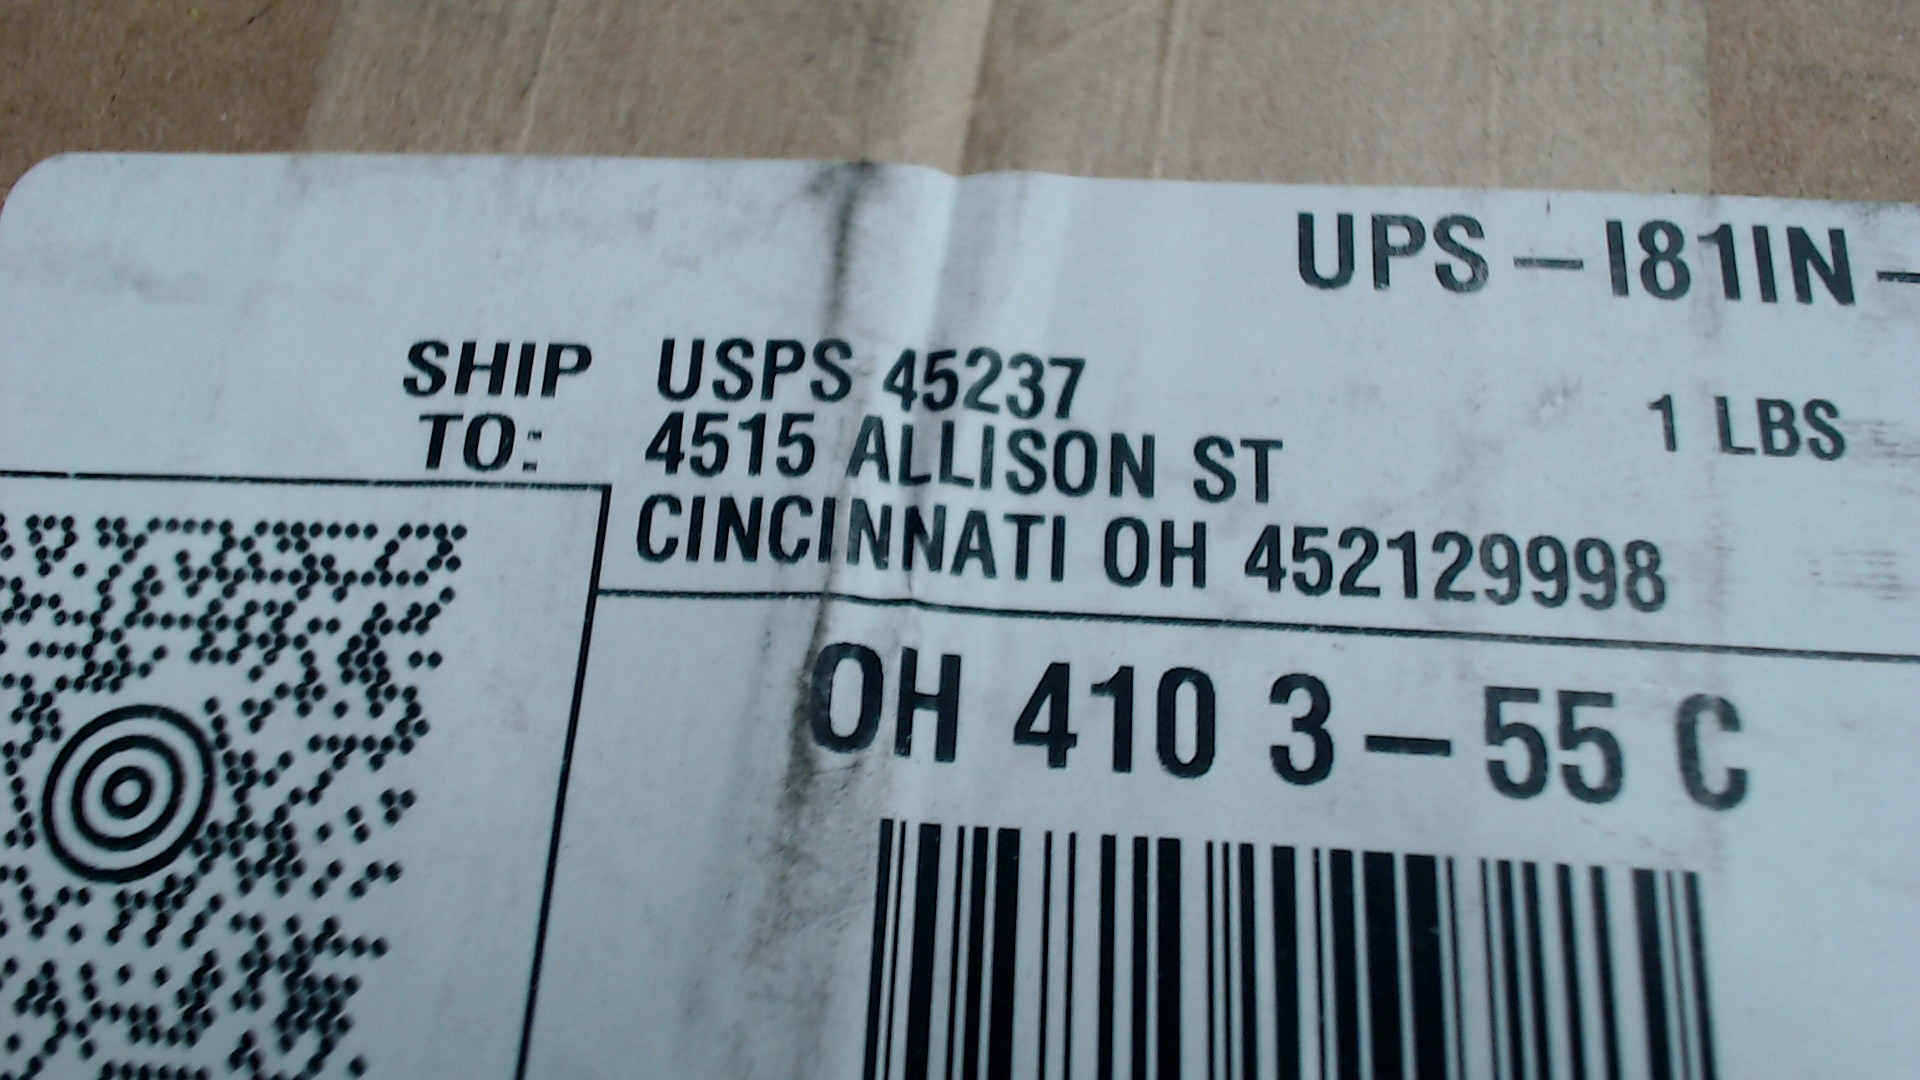 UPS - I81IN -
SHIP TO: USPS 45237
4515 ALLISON ST
CINCINNATI OH 452129998
1 LBS
OH 410 3-55 C